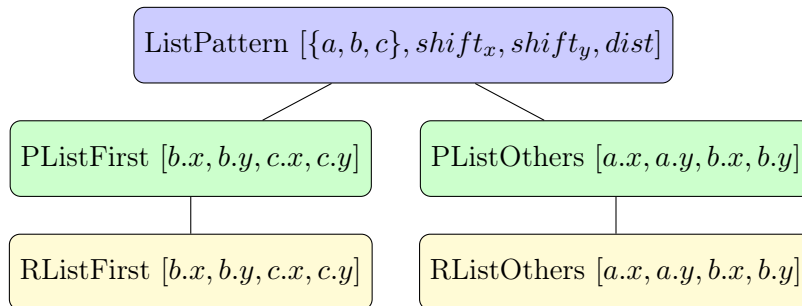 ListPattern [{a, b, c}, shift_x, shift_y, dist]
PListFirst [b.x, b.y, c.x, c.y]
PListOthers [a.x, a.y, b.x, b.y]
RListFirst [b.x, b.y, c.x, c.y]
RListOthers [a.x, a.y, b.x, b.y]